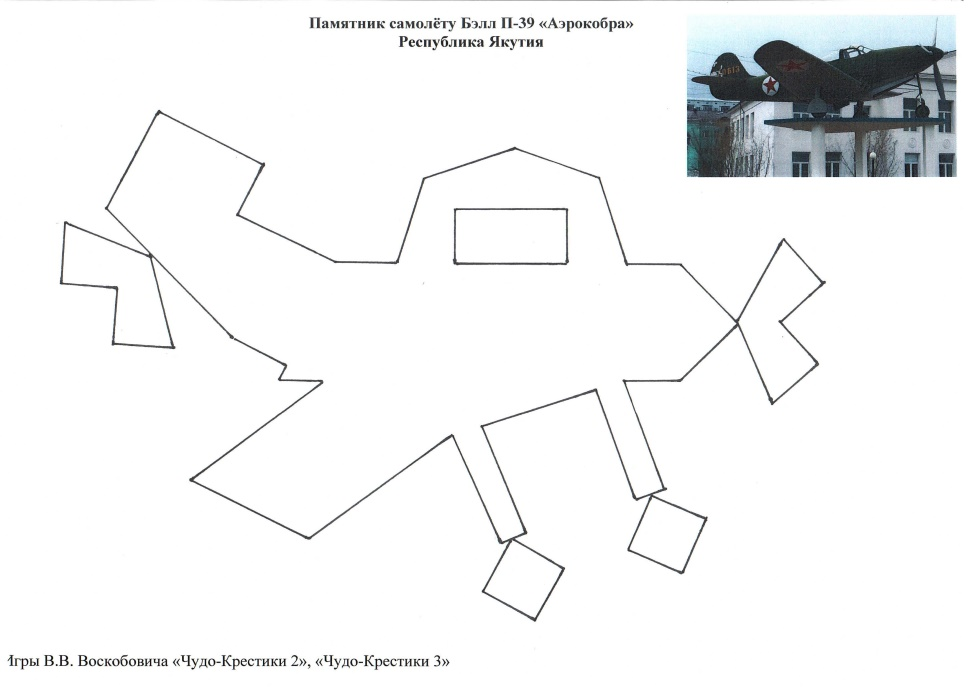 Памятник самолёту Бэлл П-39 «Аэрокобра»
Республика Якутия
Игры В.В. Воскобовича «Чудо-Крестики 2», «Чудо-Крестики 3»